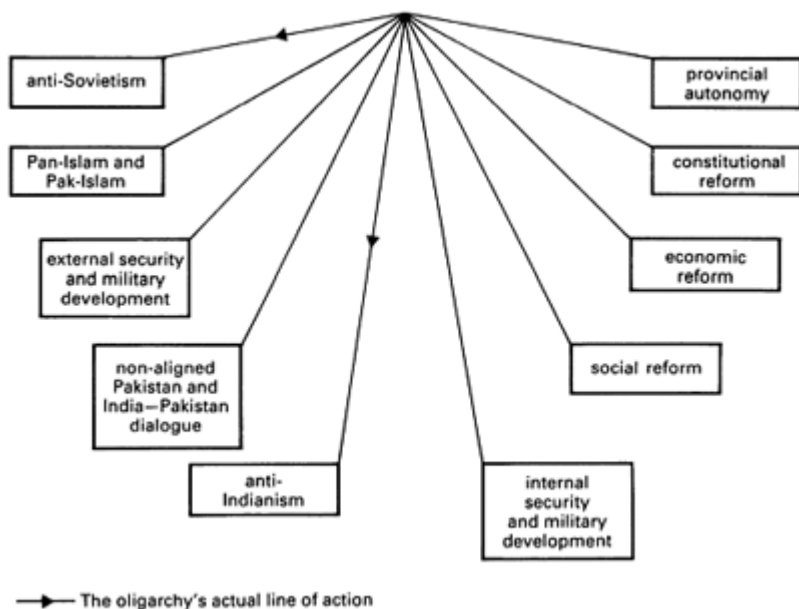 anti-Sovietism
provincial
autonomy
Pan-Islam and
Pak-Islam
constitutional
reform
external security
and military
development
economic
reform
non-aligned
Pakistan and
India—Pakistan
dialogue
social reform
anti-
Indianism
internal
security
and military
development
The oligarchy's actual line of action